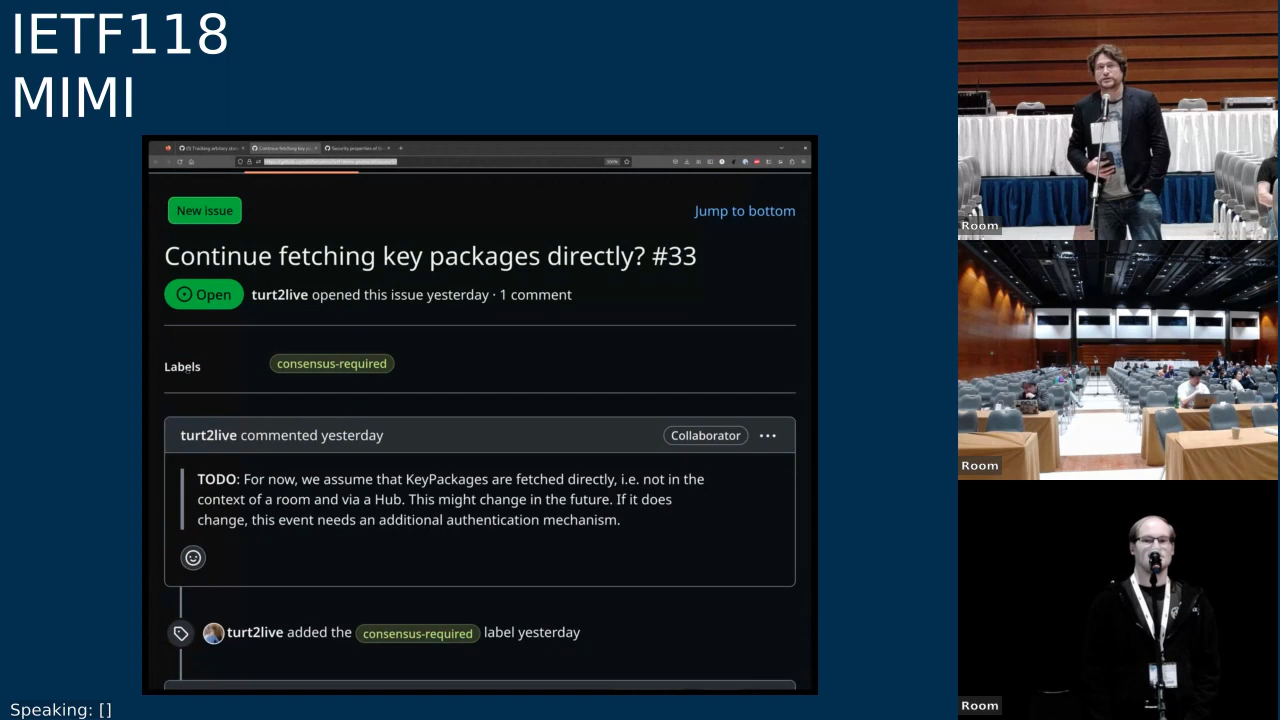 IETF118
MIMI
New issue
Jump to bottom
Continue fetching key packages directly? #33
Open turt2live opened this issue yesterday · 1 comment
Labels
consensus-required
turt2live commented yesterday
Collaborator
TODO: For now, we assume that KeyPackages are fetched directly, i.e. not in the
context of a room and via a Hub. This might change in the future. If it does
change, this event needs an additional authentication mechanism.
turt2live added the consensus-required label yesterday
Speaking: []
Room
Room
Room